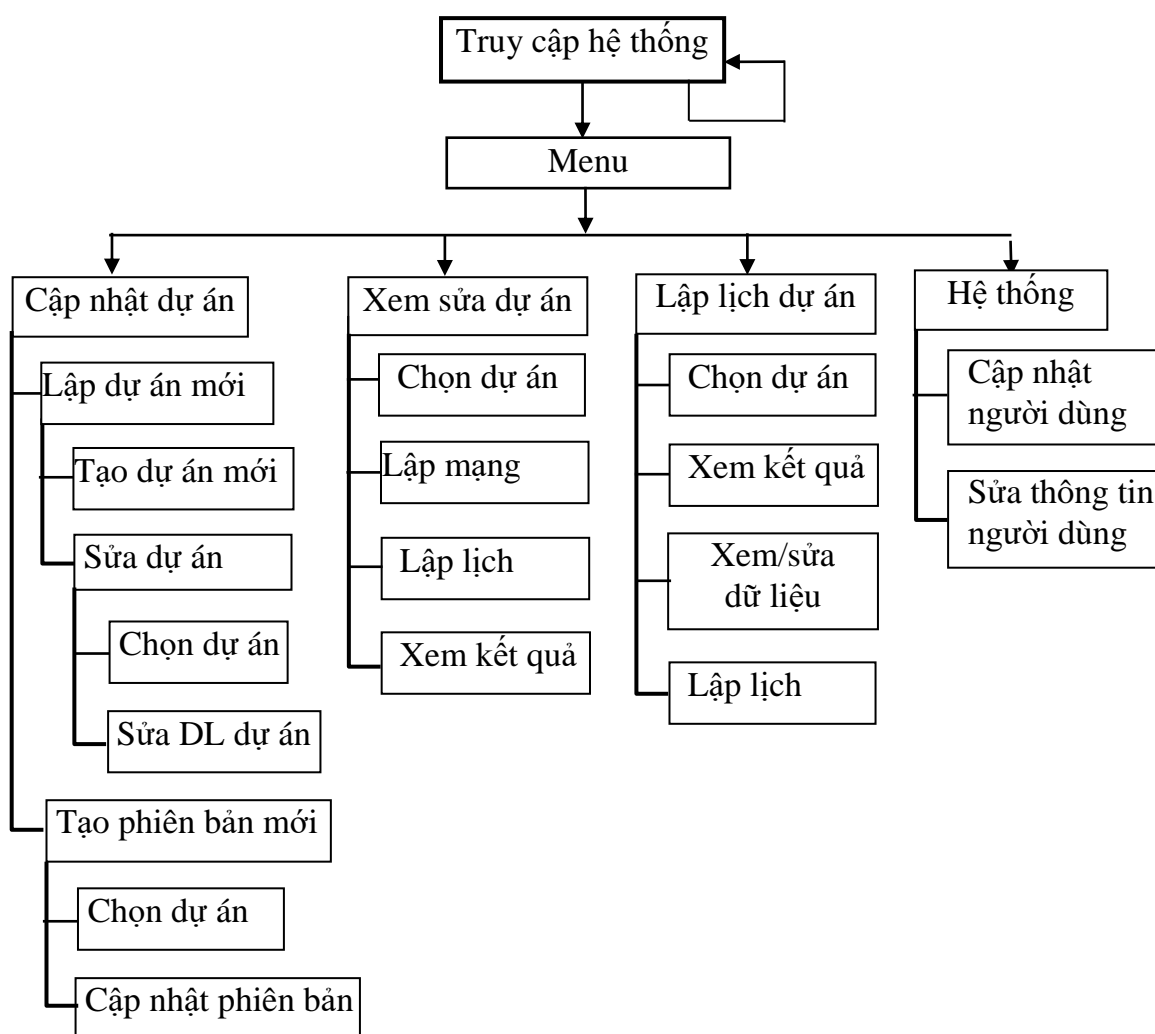 Truy cập hệ thống
Menu
Cập nhật dự án
Lập dự án mới
Tạo dự án mới
Sửa dự án
Chọn dự án
Sửa DL dự án
Tạo phiên bản mới
Chọn dự án
Cập nhật phiên bản
Xem sửa dự án
Chọn dự án
Lập mạng
Lập lịch
Xem kết quả
Lập lịch dự án
Chọn dự án
Xem kết quả
Xem/sửa
dữ liệu
Lập lịch
Hệ thống
Cập nhật
người dùng
Sửa thông tin
người dùng